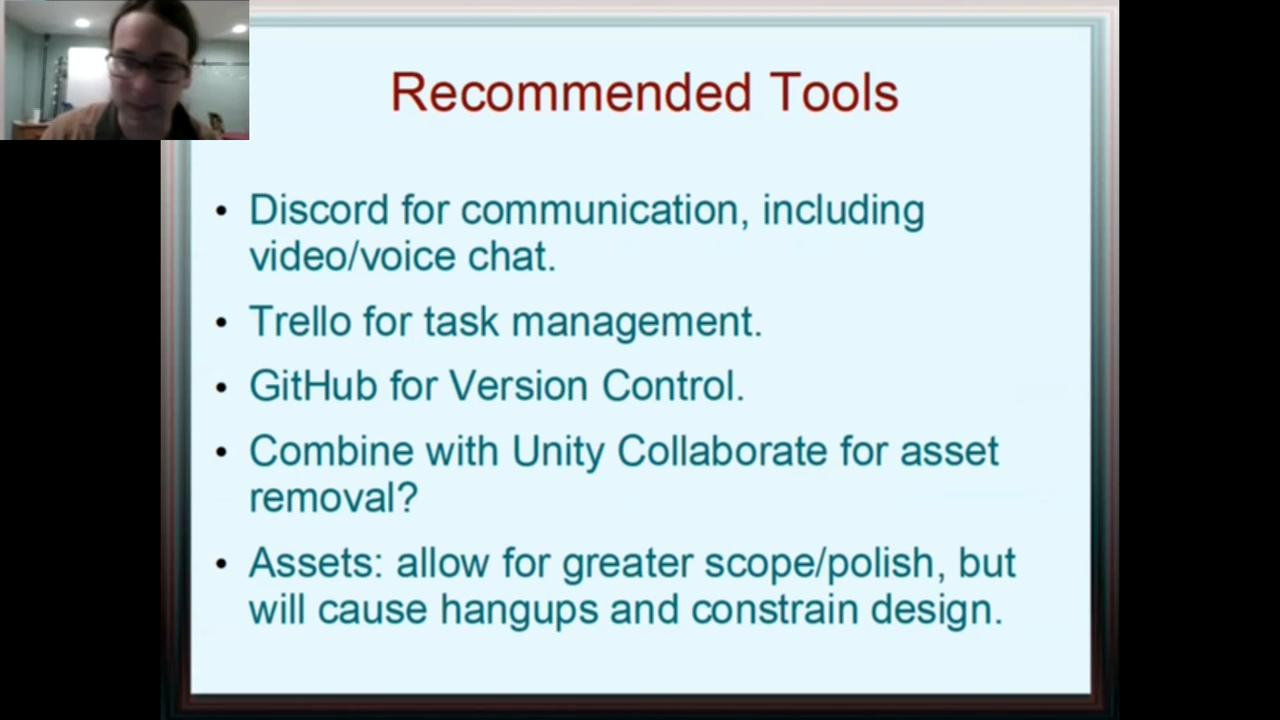 Recommended Tools
• Discord for communication, including
video/voice chat.
• Trello for task management.
• GitHub for Version Control.
• Combine with Unity Collaborate for asset
removal?
• Assets: allow for greater scope/polish, but
will cause hangups and constrain design.